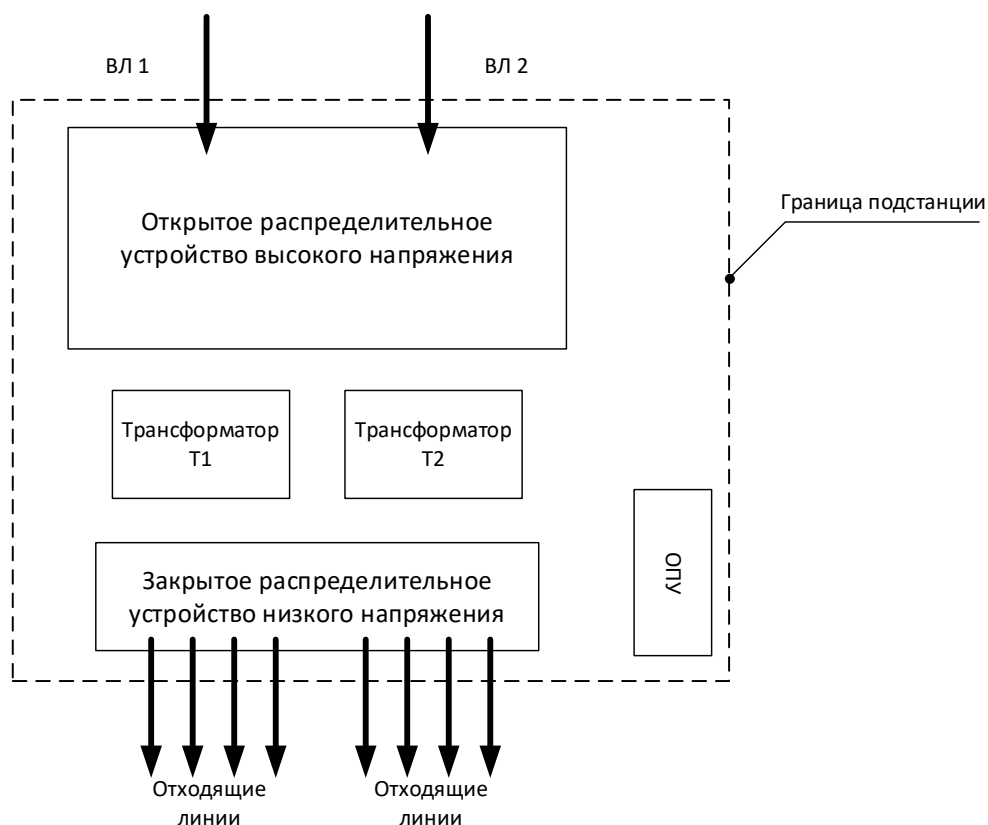 ВЛ 1
ВЛ 2
Открытое распределительное
устройство высокого напряжения
Граница подстанции
Трансформатор
Т1
Трансформатор
Т2
ОПУ
Закрытое распределительное
устройство низкого напряжения
Отходящие
линии
Отходящие
линии